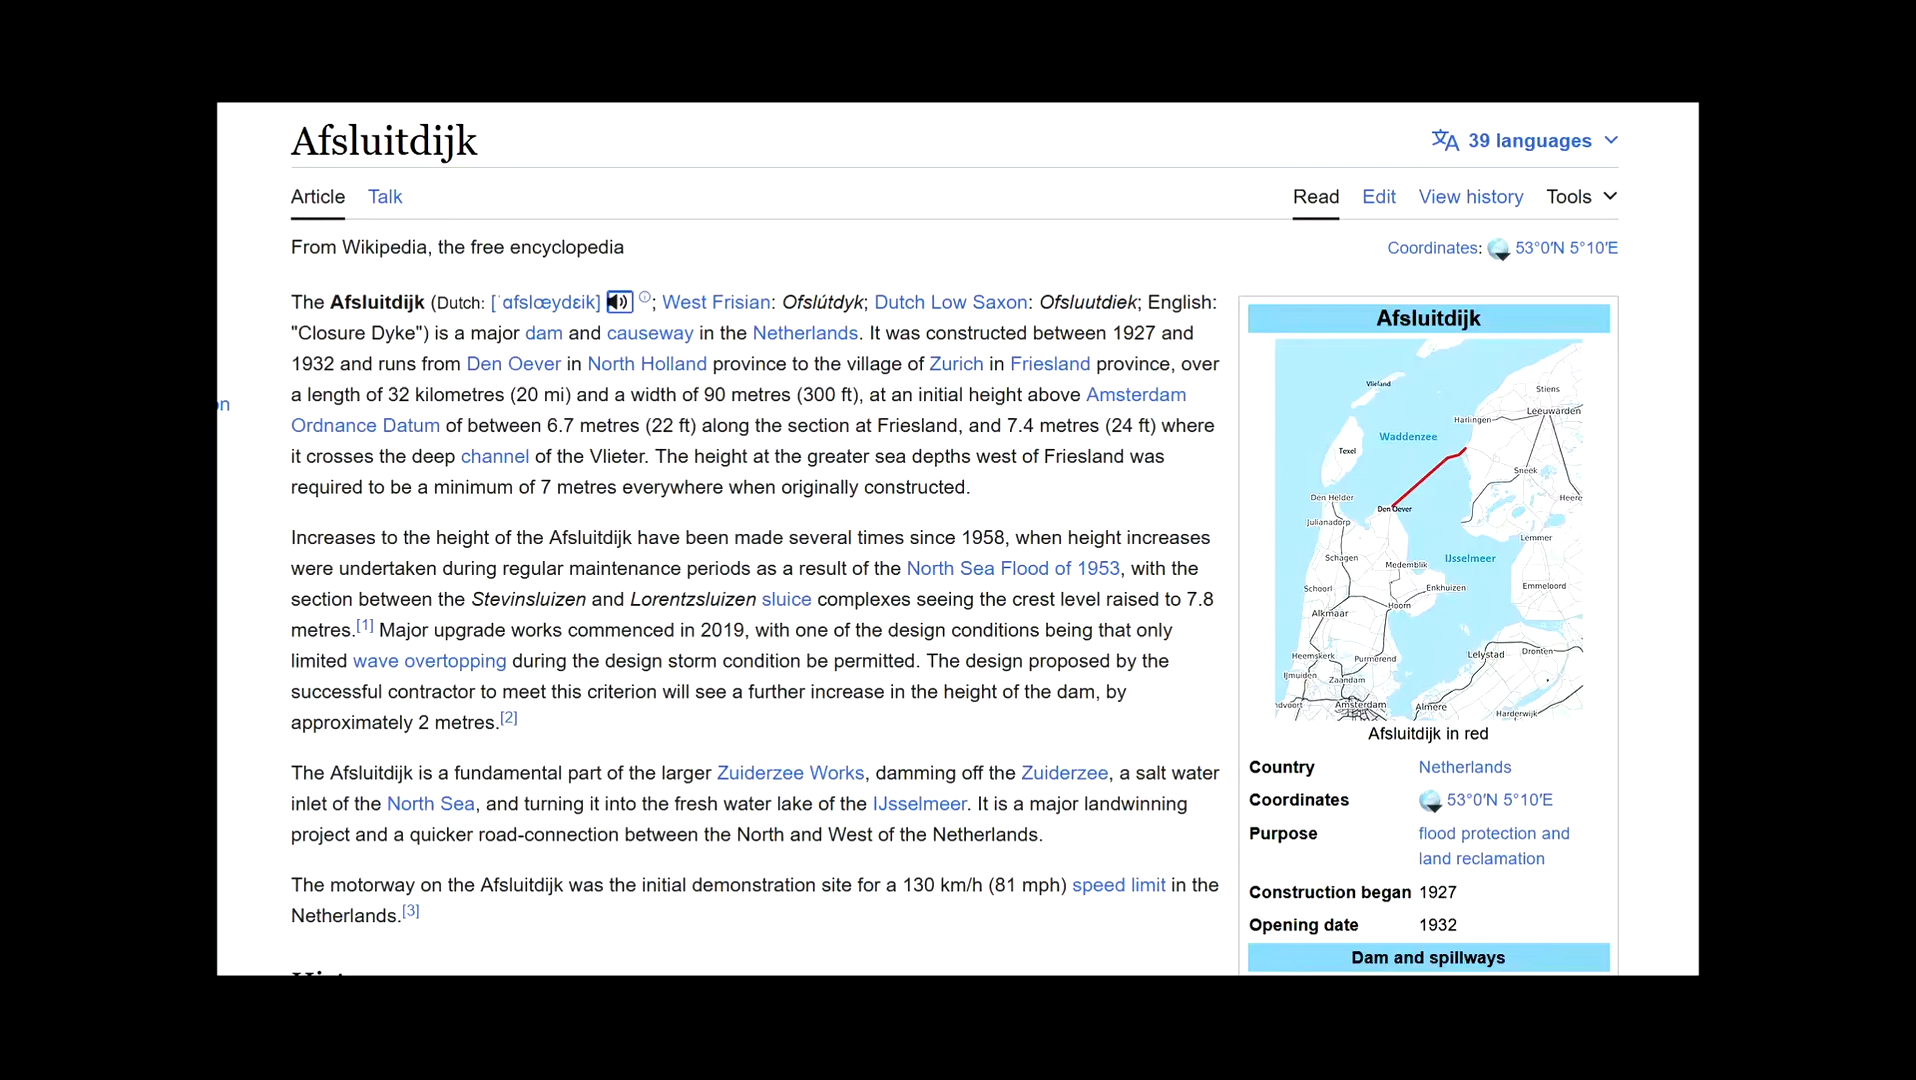 Afsluitdijk
39 languages
Article Talk
Read Edit View history Tools
From Wikipedia, the free encyclopedia
Coordinates: 53°0′N 5°10′E
The Afsluitdijk (Dutch: [ˈɑfslœydɛik] ⓘ; West Frisian: Ofslútdyk; Dutch Low Saxon: Ofsluutdiek; English:
"Closure Dyke") is a major dam and causeway in the Netherlands. It was constructed between 1927 and
1932 and runs from Den Oever in North Holland province to the village of Zurich in Friesland province, over
a length of 32 kilometres (20 mi) and a width of 90 metres (300 ft), at an initial height above Amsterdam
Ordnance Datum of between 6.7 metres (22 ft) along the section at Friesland, and 7.4 metres (24 ft) where
it crosses the deep channel of the Vlieter. The height at the greater sea depths west of Friesland was
required to be a minimum of 7 metres everywhere when originally constructed.
on
Increases to the height of the Afsluitdijk have been made several times since 1958, when height increases
were undertaken during regular maintenance periods as a result of the North Sea Flood of 1953, with the
section between the Stevinsluizen and Lorentzsluizen sluice complexes seeing the crest level raised to 7.8
metres.[1] Major upgrade works commenced in 2019, with one of the design conditions being that only
limited wave overtopping during the design storm condition be permitted. The design proposed by the
successful contractor to meet this criterion will see a further increase in the height of the dam, by
approximately 2 metres.[2]
The Afsluitdijk is a fundamental part of the larger Zuiderzee Works, damming off the Zuiderzee, a salt water
inlet of the North Sea, and turning it into the fresh water lake of the IJsselmeer. It is a major landwinning
project and a quicker road-connection between the North and West of the Netherlands.
The motorway on the Afsluitdijk was the initial demonstration site for a 130 km/h (81 mph) speed limit in the
Netherlands.[3]
Afsluitdijk
Vlieland
Stiens
Leeuwarden
Harlingen
Waddenzee
Texel
Sneek
Den Helder
Heere
Den Oever
Julianadorp
Lemmer
Schagen
IJsselmeer
Medemblik
Schoorl
Enkhuizen
Emmeloord
Hoorn
Alkmaar
Heemskerk
Purmerend
Lelystad
Dronten
IJmuiden
Zaandam
ndvoort
Amsterdam
Almere
Harderwijk
Afsluitdijk in red
Country Netherlands
Coordinates 53°0′N 5°10′E
Purpose flood protection and
land reclamation
Construction began 1927
Opening date 1932
Dam and spillways